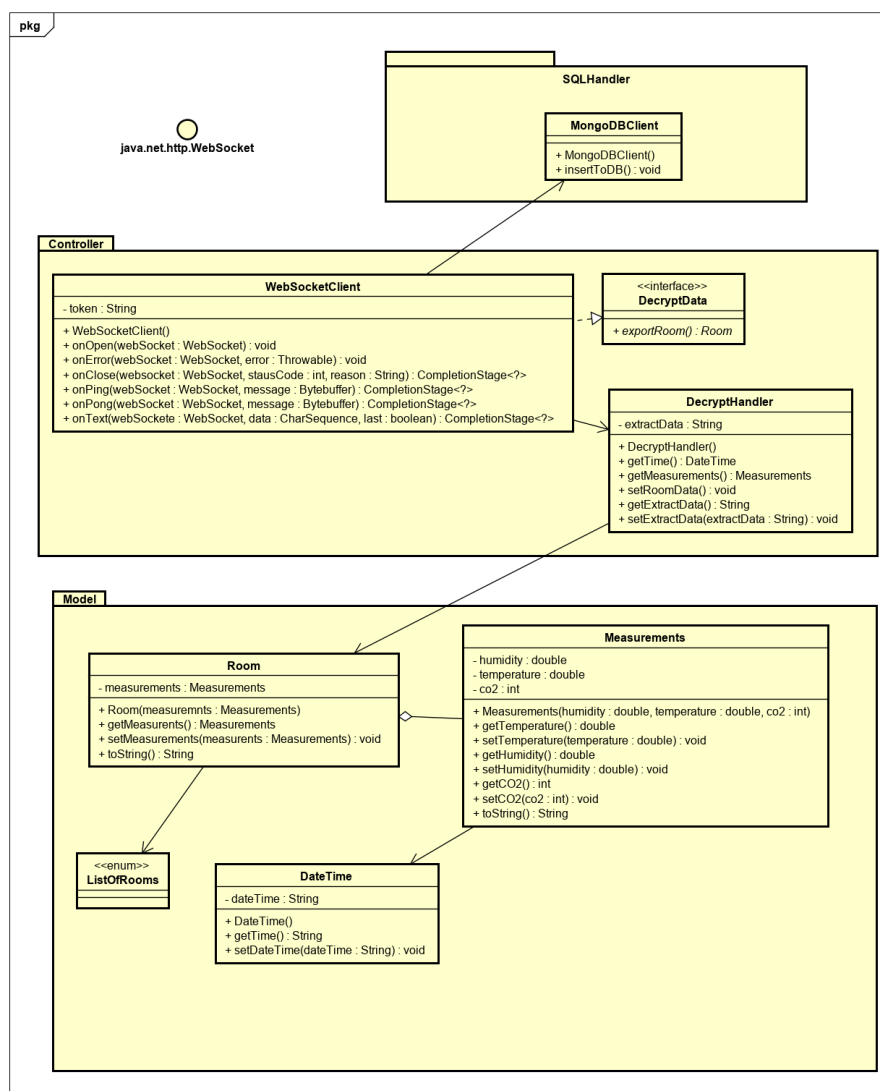 pkg
SQLHandler
MongoDBClient
+ MongoDBClient()
+ insertToDB() : void
java.net.http.WebSocket
Controller
WebSocketClient
- token : String
+ WebSocketClient()
+ onOpen(webSocket : WebSocket) : void
+ onError(webSocket : WebSocket, error : Throwable) : void
+ onClose(websocket : WebSocket, stausCode : int, reason : String) : CompletionStage<?>
+ onPing(webSocket : WebSocket, message : Bytebuffer) : CompletionStage<?>
+ onPong(webSocket : WebSocket, message : Bytebuffer) : CompletionStage<?>
+ onText(webSockete : WebSocket, data : CharSequence, last : boolean) : CompletionStage<?>
<<interface>>
DecryptData
+ exportRoom() : Room
DecryptHandler
- extractData : String
+ DecryptHandler()
+ getTime() : DateTime
+ getMeasurements() : Measurements
+ setRoomData() : void
+ getExtractData() : String
+ setExtractData(extractData : String) : void
Model
Room
- measurements : Measurements
+ Room(measuremnts : Measurements)
+ getMeasurents() : Measurements
+ setMeasurements(measurents : Measurements) : void
+ toString() : String
Measurements
- humidity : double
- temperature : double
- co2 : int
+ Measurements(humidity : double, temperature : double, co2 : int)
+ getTemperature() : double
+ setTemperature(temperature : double) : void
+ getHumidity() : double
+ setHumidity(humidity : double) : void
+ getCO2() : int
+ setCO2(co2 : int) : void
+ toString() : String
<<enum>>
ListOfRooms
DateTime
- dateTime : String
+ DateTime()
+ getTime() : String
+ setDateTime(dateTime : String) : void